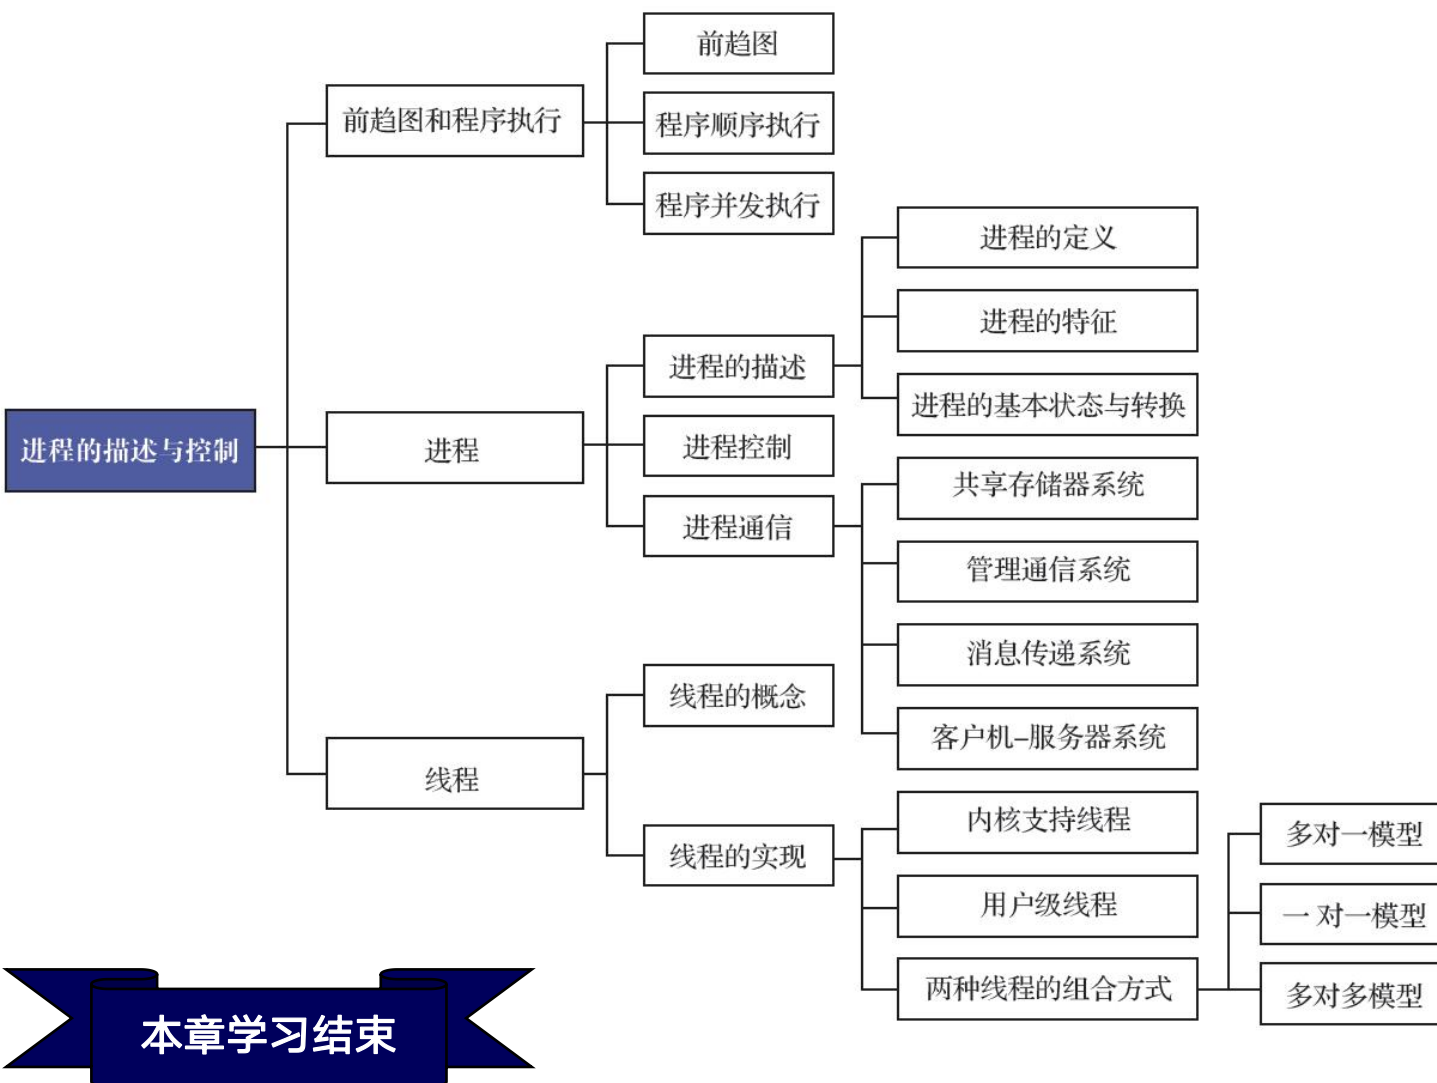 前趋图
前趋图和程序执行
程序顺序执行
程序并发执行
进程的定义
进程的特征
进程的描述
进程的基本状态与转换
进程的描述与控制
进程
进程控制
共享存储器系统
进程通信
管理通信系统
消息传递系统
线程的概念
客户机–服务器系统
线程
内核支持线程
多对一模型
线程的实现
用户级线程
一对一模型
两种线程的组合方式
多对多模型
本章学习结束